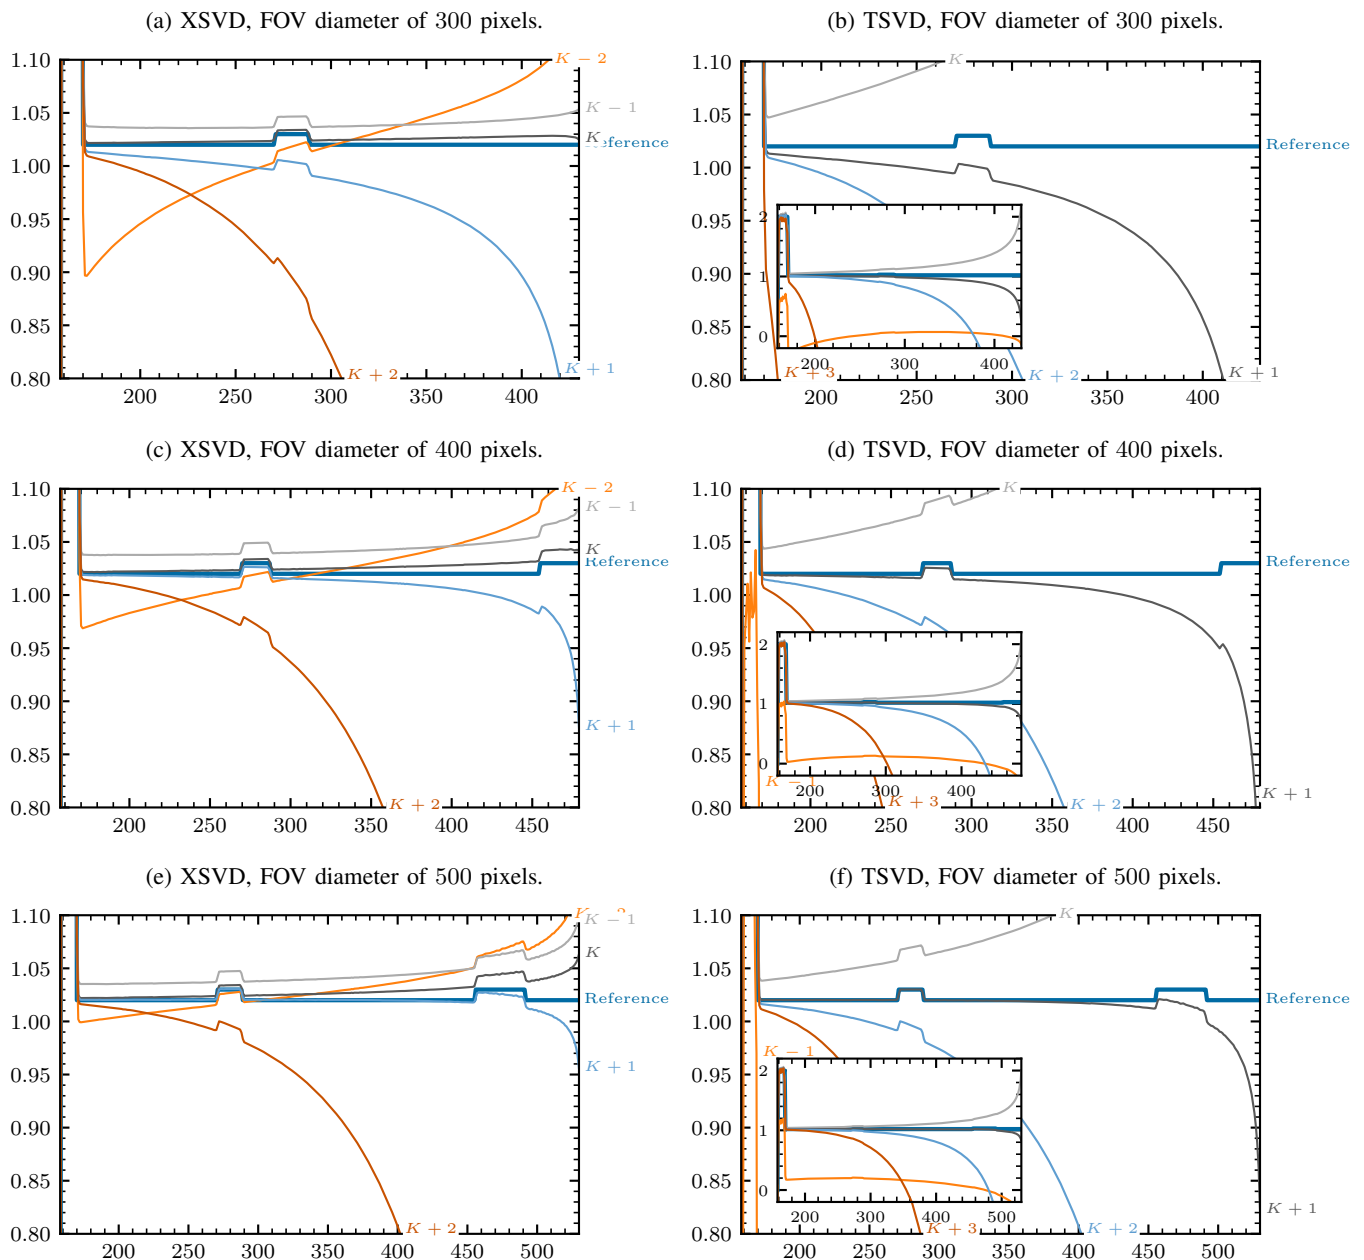 (a) XSVD, FOV diameter of 300 pixels.
1.10
1.05
1.00
0.95
0.90
0.85
0.80
200
250
300
350
400
K − 2
K − 1
K
Reference
K + 1
K + 2
(b) TSVD, FOV diameter of 300 pixels.
1.10
1.05
1.00
0.95
0.90
0.85
0.80
200
250
300
350
400
K
Reference
K + 1
K + 2
K + 3
2
1
0
200
300
400
(c) XSVD, FOV diameter of 400 pixels.
1.10
1.05
1.00
0.95
0.90
0.85
0.80
200
250
300
350
400
450
K − 2
K − 1
K
Reference
K + 1
K + 2
(d) TSVD, FOV diameter of 400 pixels.
1.10
1.05
1.00
0.95
0.90
0.85
0.80
200
250
300
350
400
450
K
Reference
K + 1
K + 2
K + 3
2
1
0
200
300
400
(e) XSVD, FOV diameter of 500 pixels.
1.10
1.05
1.00
0.95
0.90
0.85
0.80
200
250
300
350
400
450
500
K − 1
K
Reference
K + 1
K + 2
(f) TSVD, FOV diameter of 500 pixels.
1.10
1.05
1.00
0.95
0.90
0.85
0.80
200
250
300
350
400
450
500
K
Reference
K − 1
K + 1
K + 2
K + 3
2
1
0
200
300
400
500